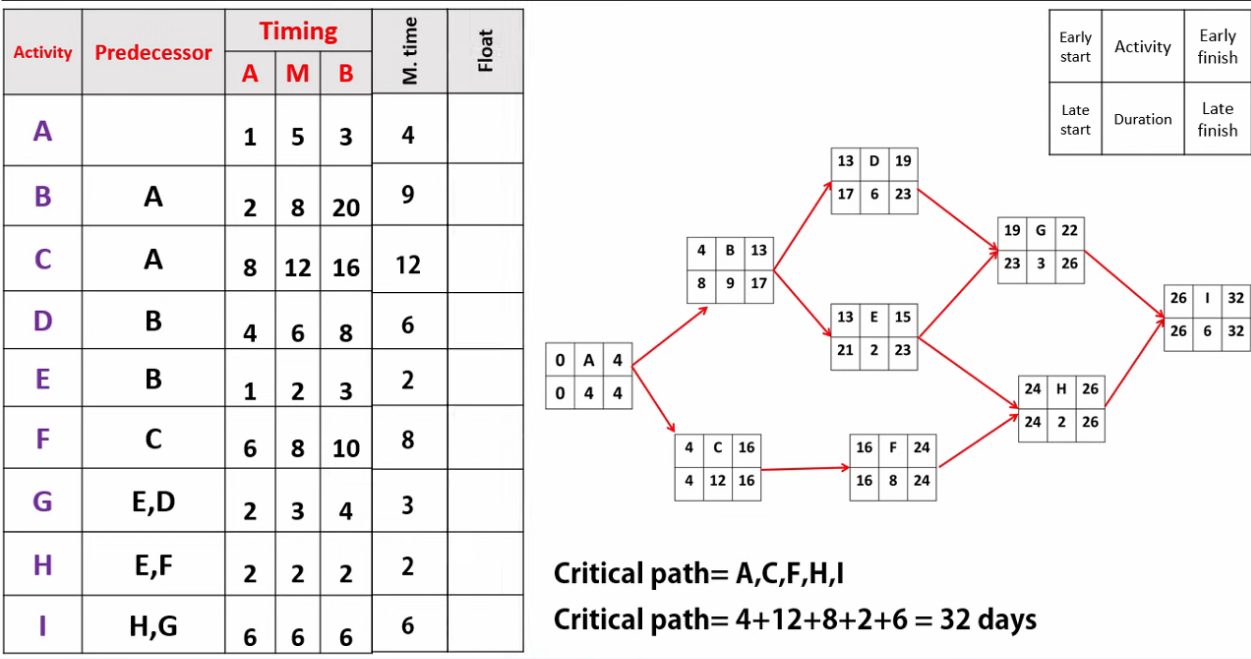 Activity Predecessor Timing M. time Float
A M B
A 1 5 3 4
B A 2 8 20 9
C A 8 12 16 12
D B 4 6 8 6
E B 1 2 3 2
F C 6 8 10 8
G E,D 2 3 4 3
H E,F 2 2 2 2
I H,G 6 6 6 6
Early start Activity Early finish
Late start Duration Late finish
13 D 19
17 6 23
19 G 22
23 3 26
4 B 13
8 9 17
26 I 32
26 6 32
13 E 15
21 2 23
0 A 4
0 4 4
24 H 26
24 2 26
4 C 16
4 12 16
16 F 24
16 8 24
Critical path= A,C,F,H,I
Critical path= 4+12+8+2+6 = 32 days